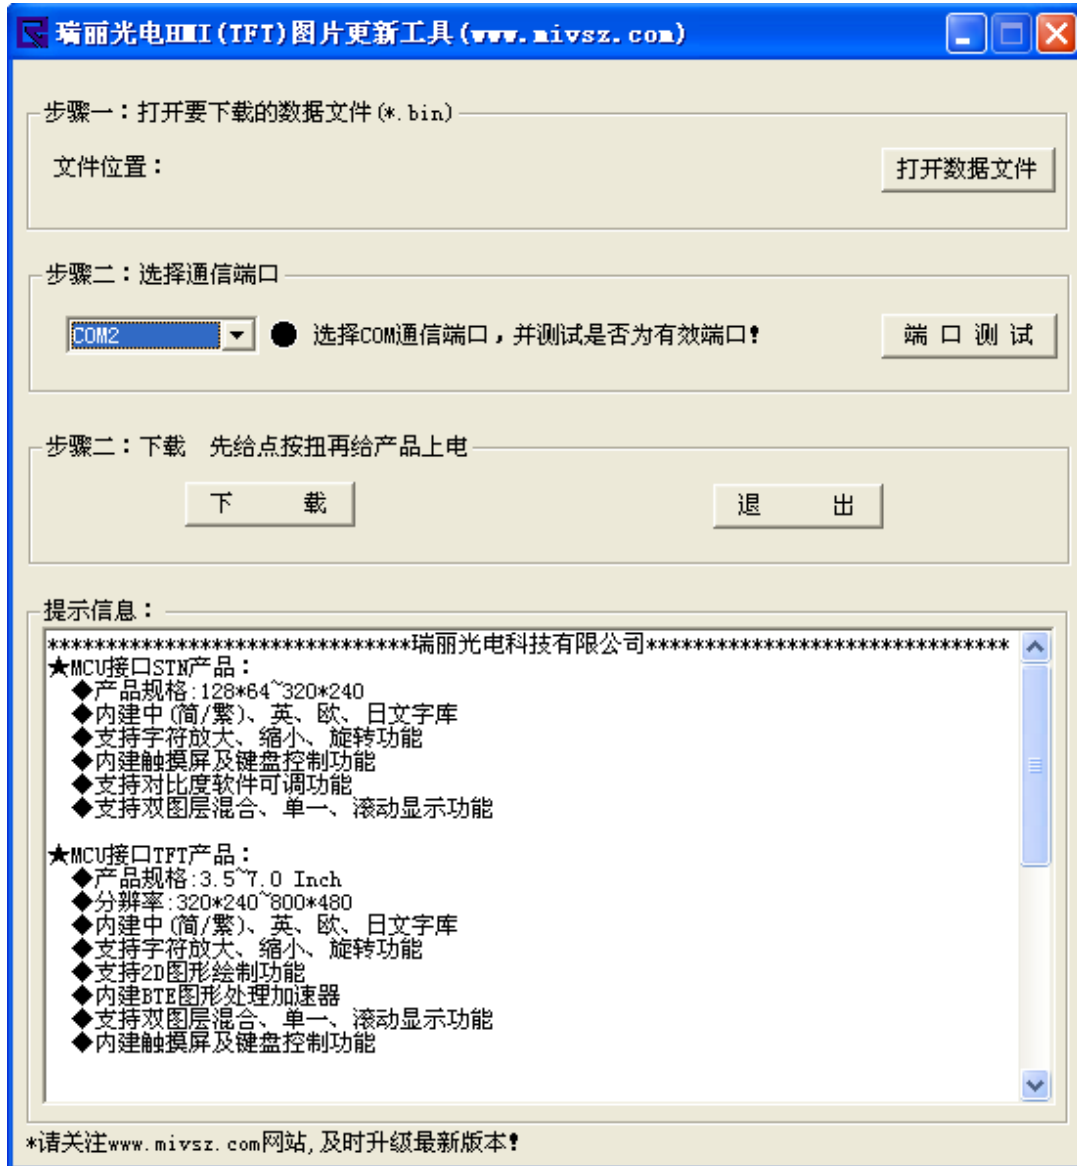 瑞丽光电HMI(TFT)图片更新工具(www.mivsz.com)
步骤一：打开要下载的数据文件(*.bin)
文件位置：
打开数据文件
步骤二：选择通信端口
COM2
选择COM通信端口，并测试是否为有效端口！
端 口 测 试
步骤二：下载 先给点按扭再给产品上电
下 载
退 出
提示信息：
*******************************瑞丽光电科技有限公司*******************************
★MCU接口STN产品：
◆产品规格:128*64~320*240
◆内建中(简/繁)、英、欧、日文字库
◆支持字符放大、缩小、旋转功能
◆内建触摸屏及键盘控制功能
◆支持对比度软件可调功能
◆支持双图层混合、单一、滚动显示功能
★MCU接口TFT产品：
◆产品规格:3.5~7.0 Inch
◆分辨率:320*240~800*480
◆内建中(简/繁)、英、欧、日文字库
◆支持字符放大、缩小、旋转功能
◆支持2D图形绘制功能
◆内建BTE图形处理加速器
◆支持双图层混合、单一、滚动显示功能
◆内建触摸屏及键盘控制功能
*请关注www.mivsz.com网站,及时升级最新版本！